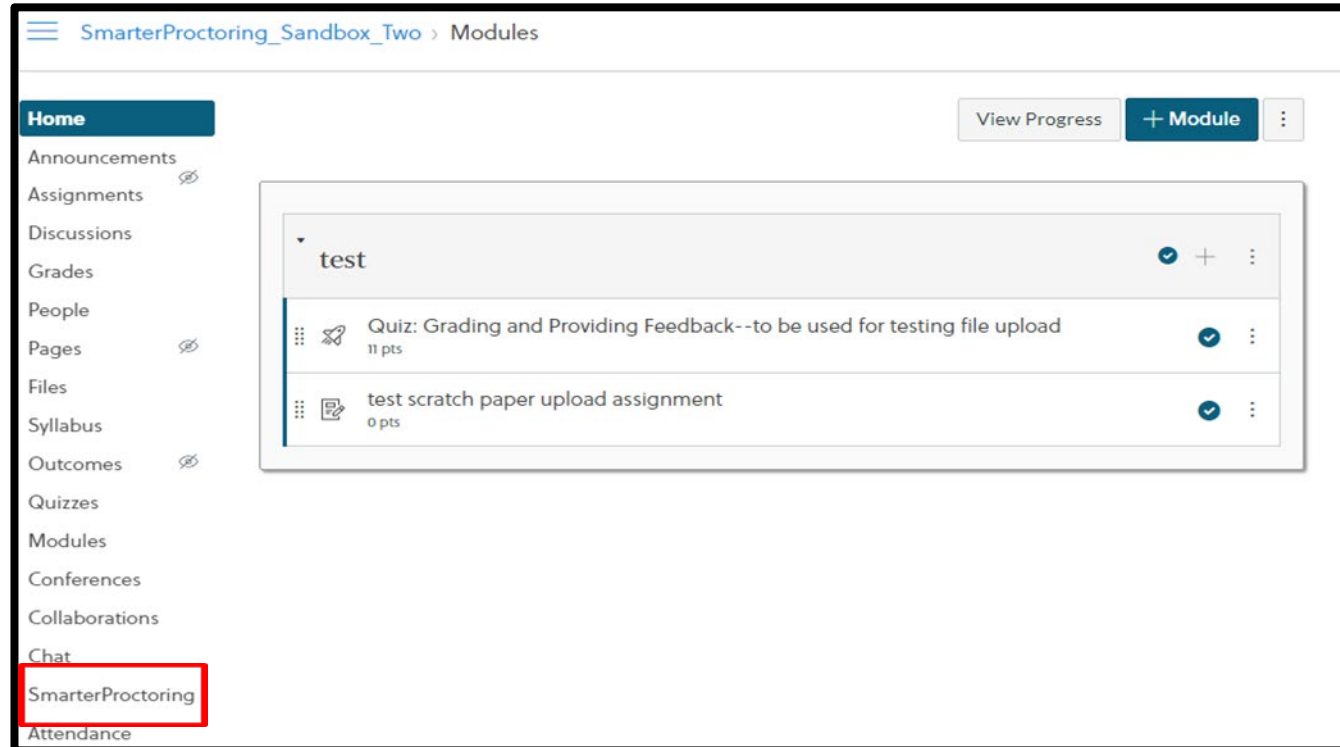 SmarterProctoring_Sandbox_Two › Modules
Home
View Progress
+ Module
Announcements
Assignments
Discussions
Grades
People
Pages
Files
Syllabus
Outcomes
Quizzes
Modules
Conferences
Collaborations
Chat
SmarterProctoring
Attendance
test
Quiz: Grading and Providing Feedback--to be used for testing file upload
11 pts
test scratch paper upload assignment
0 pts